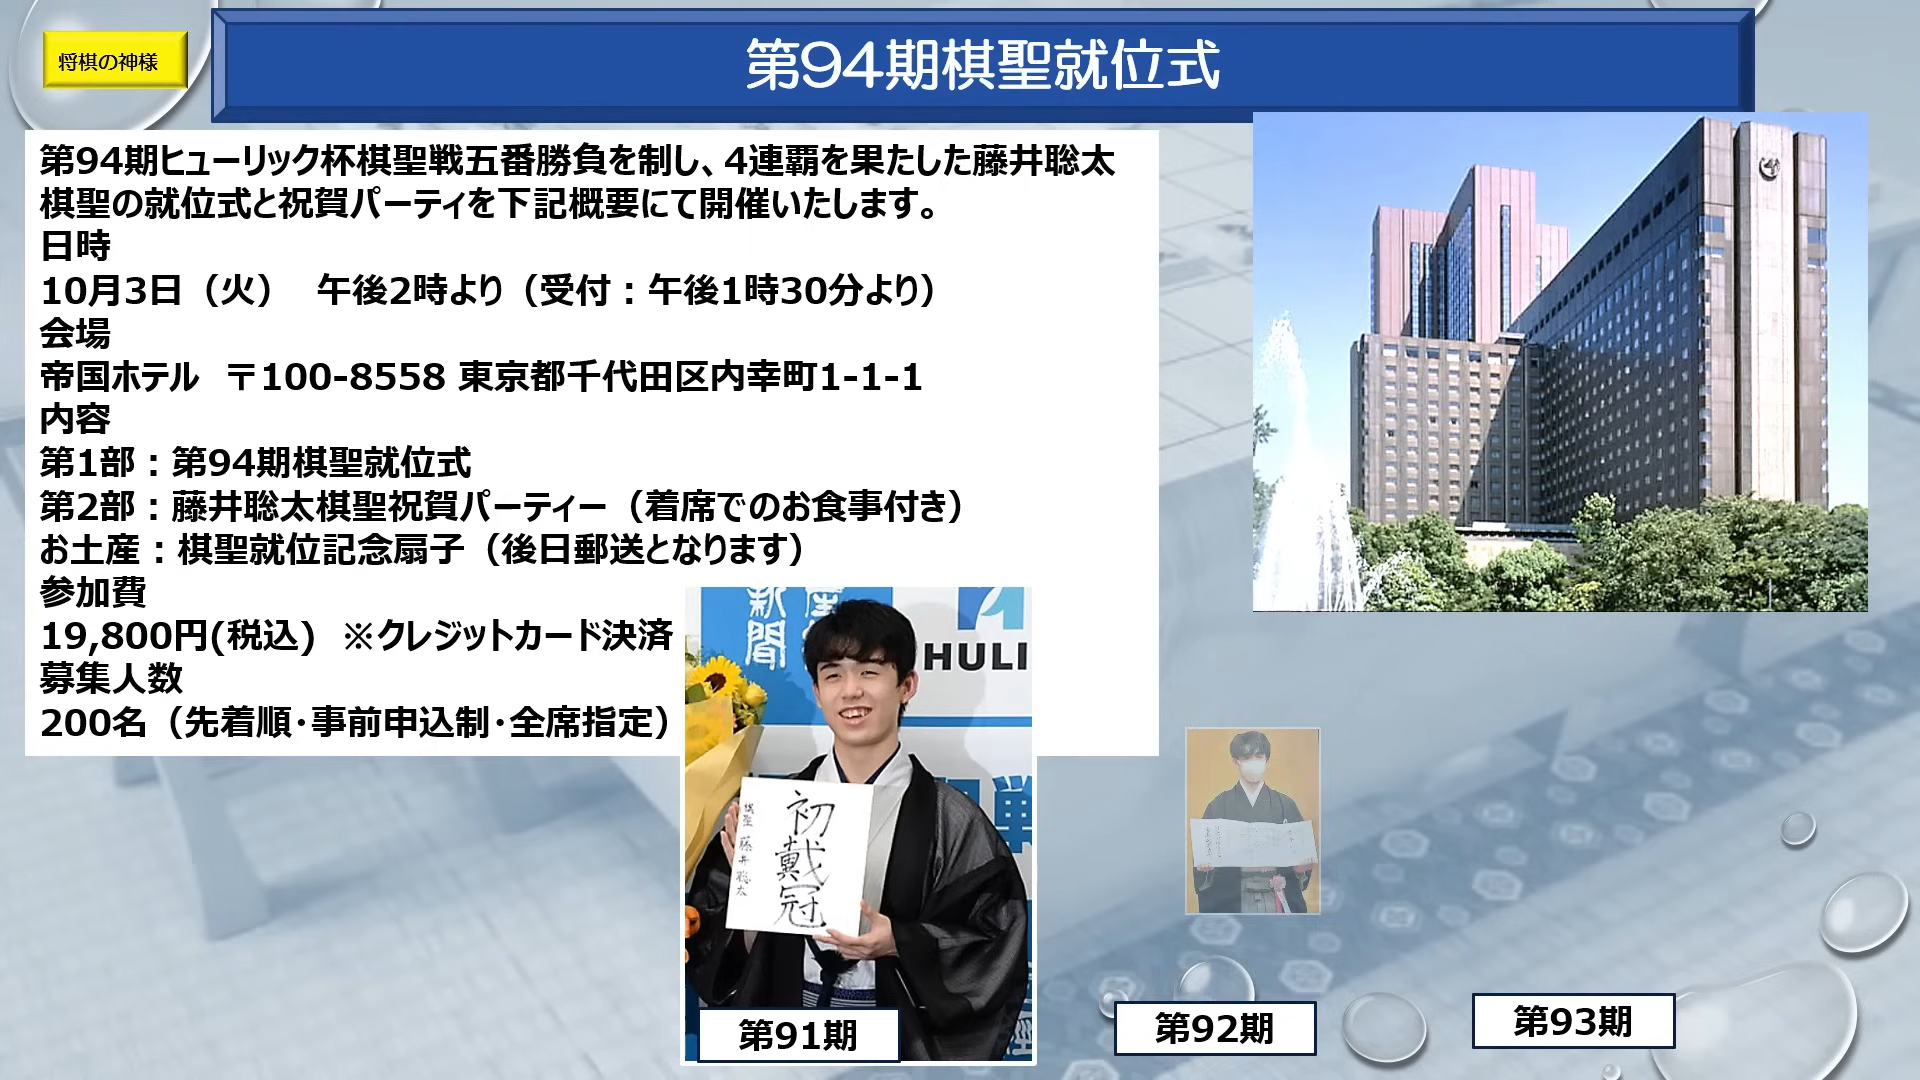 将棋の神様
第94期棋聖就位式
第94期ヒューリック杯棋聖戦五番勝負を制し、4連覇を果たした藤井聡太
棋聖の就位式と祝賀パーティを下記概要にて開催いたします。
日時
10月3日（火）　午後2時より（受付：午後1時30分より）
会場
帝国ホテル　〒100-8558 東京都千代田区内幸町1-1-1
内容
第1部：第94期棋聖就位式
第2部：藤井聡太棋聖祝賀パーティー（着席でのお食事付き）
お土産：棋聖就位記念扇子（後日郵送となります）
参加費
19,800円(税込)　※クレジットカード決済
募集人数
200名（先着順･事前申込制･全席指定）
新聞
HULI
初戴冠
棋聖 藤井聡太
戦
第91期
第92期
第93期